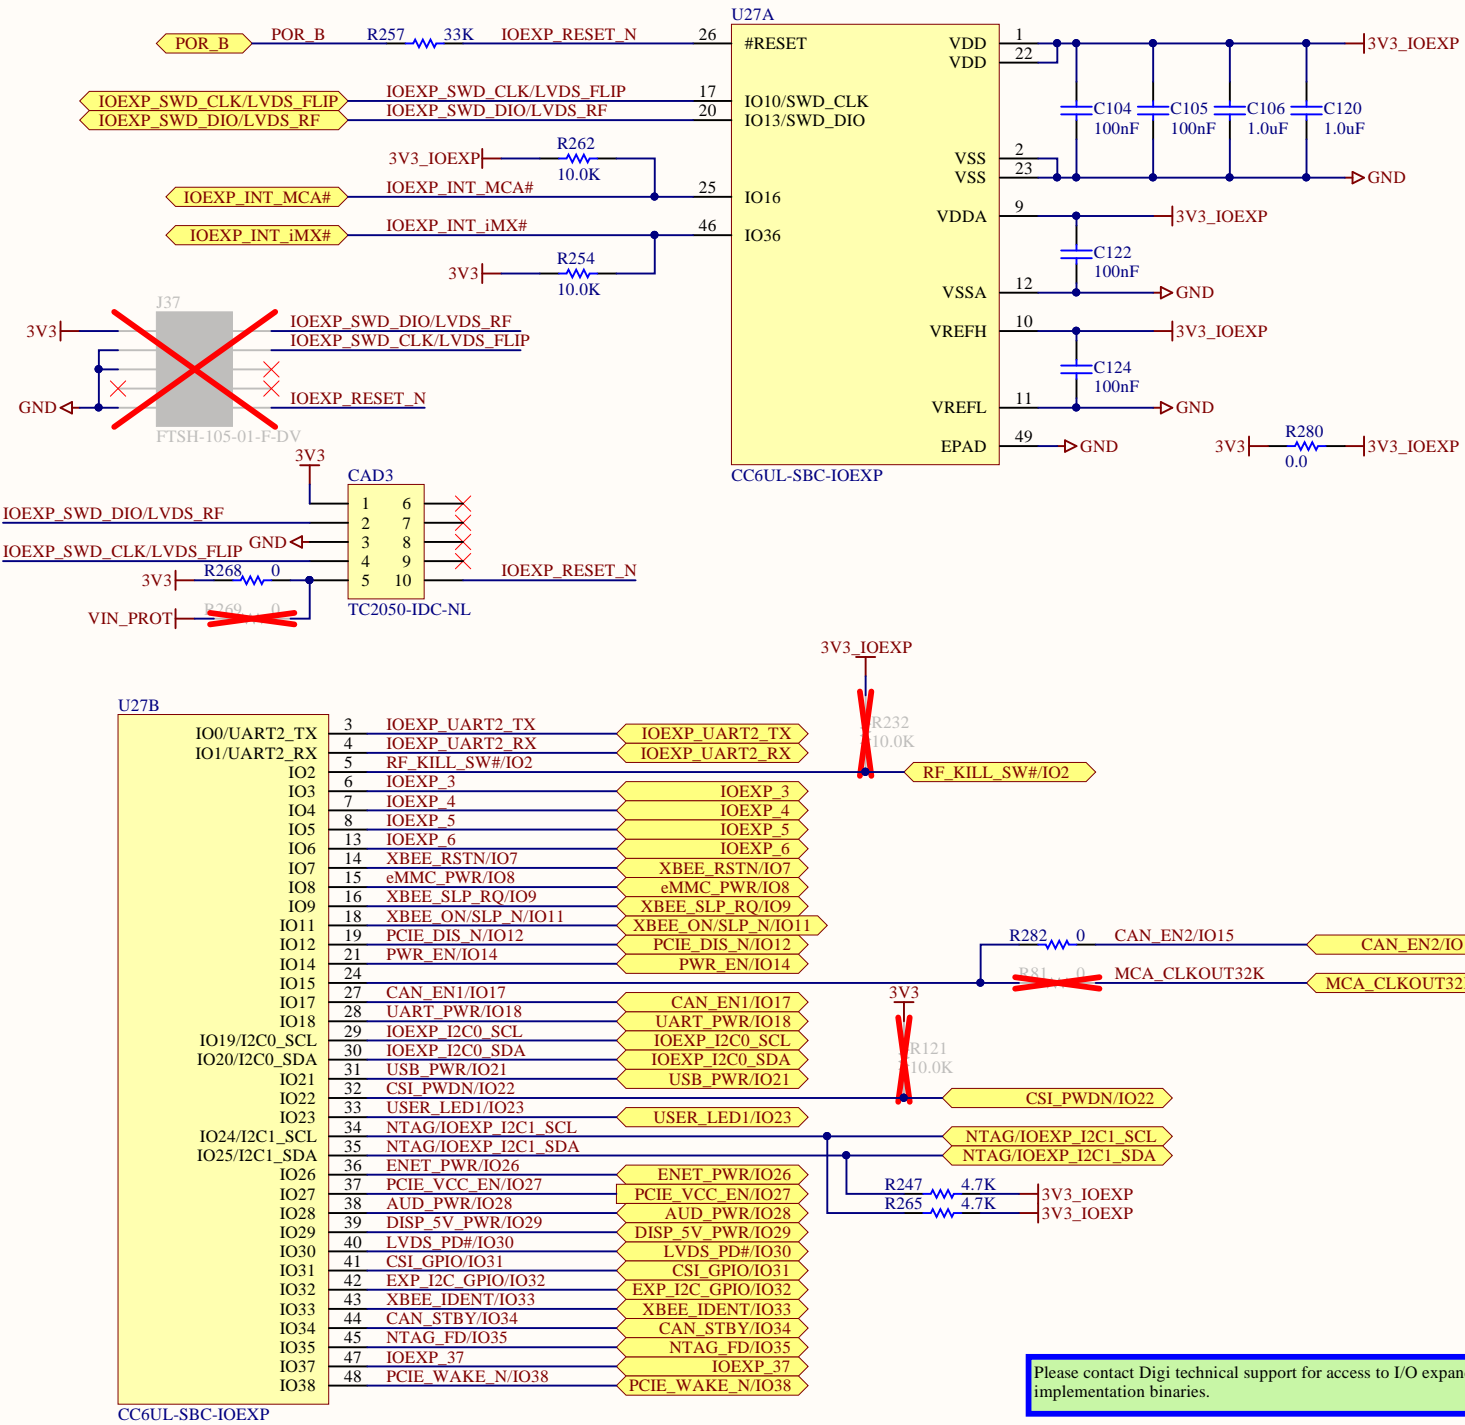 U27A
POR_B POR_B R257 33K IOEXP_RESET_N 26 #RESET VDD 1 3V3_IOEXP
VDD 22
IOEXP_SWD_CLK/LVDS_FLIP IOEXP_SWD_CLK/LVDS_FLIP 17 IO10/SWD_CLK
IOEXP_SWD_DIO/LVDS_RF IOEXP_SWD_DIO/LVDS_RF 20 IO13/SWD_DIO
C104 C105 C106 C120
100nF 100nF 1.0uF 1.0uF
R262
3V3_IOEXP
10.0K
VSS 2
VSS 23 GND
IOEXP_INT_MCA# IOEXP_INT_MCA# 25 IO16
VDDA 9 3V3_IOEXP
IOEXP_INT_iMX# IOEXP_INT_iMX# 46 IO36
C122
100nF
R254
3V3
10.0K
VSSA 12 GND
J37
3V3 IOEXP_SWD_DIO/LVDS_RF
IOEXP_SWD_CLK/LVDS_FLIP
GND IOEXP_RESET_N
FTSH-105-01-F-DV
VREFH 10 3V3_IOEXP
C124
100nF
VREFL 11 GND
EPAD 49 GND
R280
3V3 3V3_IOEXP
0.0
CC6UL-SBC-IOEXP
3V3
CAD3
1 6
IOEXP_SWD_DIO/LVDS_RF 2 7
GND 3 8
IOEXP_SWD_CLK/LVDS_FLIP 4 9
3V3 R268 0 5 10 IOEXP_RESET_N
VIN_PROT R269 0
TC2050-IDC-NL
3V3_IOEXP
R232
10.0K
U27B
IO0/UART2_TX 3 IOEXP_UART2_TX IOEXP_UART2_TX
IO1/UART2_RX 4 IOEXP_UART2_RX IOEXP_UART2_RX
IO2 5 RF_KILL_SW#/IO2 RF_KILL_SW#/IO2
IO3 6 IOEXP_3 IOEXP_3
IO4 7 IOEXP_4 IOEXP_4
IO5 8 IOEXP_5 IOEXP_5
IO6 13 IOEXP_6 IOEXP_6
IO7 14 XBEE_RSTN/IO7 XBEE_RSTN/IO7
IO8 15 eMMC_PWR/IO8 eMMC_PWR/IO8
IO9 16 XBEE_SLP_RQ/IO9 XBEE_SLP_RQ/IO9
IO11 18 XBEE_ON/SLP_N/IO11 XBEE_ON/SLP_N/IO11
IO12 19 PCIE_DIS_N/IO12 PCIE_DIS_N/IO12
R282 0 CAN_EN2/IO15 CAN_EN2/IO
IO14 21 PWR_EN/IO14 PWR_EN/IO14
IO15 24 R81 0 MCA_CLKOUT32K MCA_CLKOUT32
IO17 27 CAN_EN1/IO17 CAN_EN1/IO17
3V3
R121
10.0K
IO18 28 UART_PWR/IO18 UART_PWR/IO18
IO19/I2C0_SCL 29 IOEXP_I2C0_SCL IOEXP_I2C0_SCL
IO20/I2C0_SDA 30 IOEXP_I2C0_SDA IOEXP_I2C0_SDA
IO21 31 USB_PWR/IO21 USB_PWR/IO21
IO22 32 CSI_PWDN/IO22 CSI_PWDN/IO22
IO23 33 USER_LED1/IO23 USER_LED1/IO23
IO24/I2C1_SCL 34 NTAG/IOEXP_I2C1_SCL NTAG/IOEXP_I2C1_SCL
IO25/I2C1_SDA 35 NTAG/IOEXP_I2C1_SDA NTAG/IOEXP_I2C1_SDA
IO26 36 ENET_PWR/IO26 ENET_PWR/IO26
IO27 37 PCIE_VCC_EN/IO27 PCIE_VCC_EN/IO27 R247 4.7K 3V3_IOEXP
IO28 38 AUD_PWR/IO28 AUD_PWR/IO28 R265 4.7K 3V3_IOEXP
IO29 39 DISP_5V_PWR/IO29 DISP_5V_PWR/IO29
IO30 40 LVDS_PD#/IO30 LVDS_PD#/IO30
IO31 41 CSI_GPIO/IO31 CSI_GPIO/IO31
IO32 42 EXP_I2C_GPIO/IO32 EXP_I2C_GPIO/IO32
IO33 43 XBEE_IDENT/IO33 XBEE_IDENT/IO33
IO34 44 CAN_STBY/IO34 CAN_STBY/IO34
IO35 45 NTAG_FD/IO35 NTAG_FD/IO35
IO37 47 IOEXP_37 IOEXP_37
IO38 48 PCIE_WAKE_N/IO38 PCIE_WAKE_N/IO38
CC6UL-SBC-IOEXP
Please contact Digi technical support for access to I/O expan
implementation binaries.